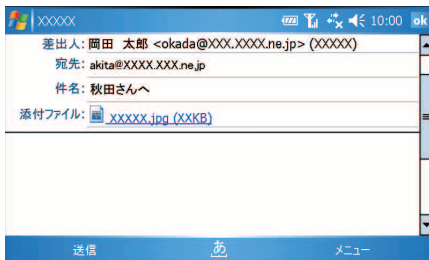 XXXXX 10:00 ok
差出人: 岡田 太郎 <okada@XXX.XXXX.ne.jp> (XXXXX)
宛先: akita@XXXX.XXX.ne.jp
件名: 秋田さんへ
添付ファイル: XXXXX.jpg (XXKB)
送信 あ メニュー